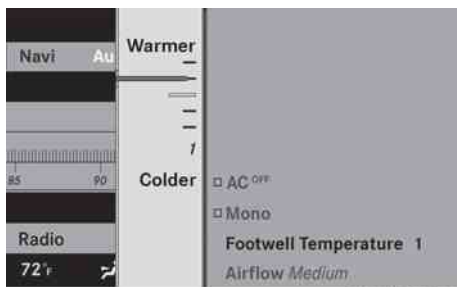 Navi Au
Warmer
1
85 90
Colder
AC OFF
Mono
Radio
Footwell Temperature 1
72°F
Airflow Medium